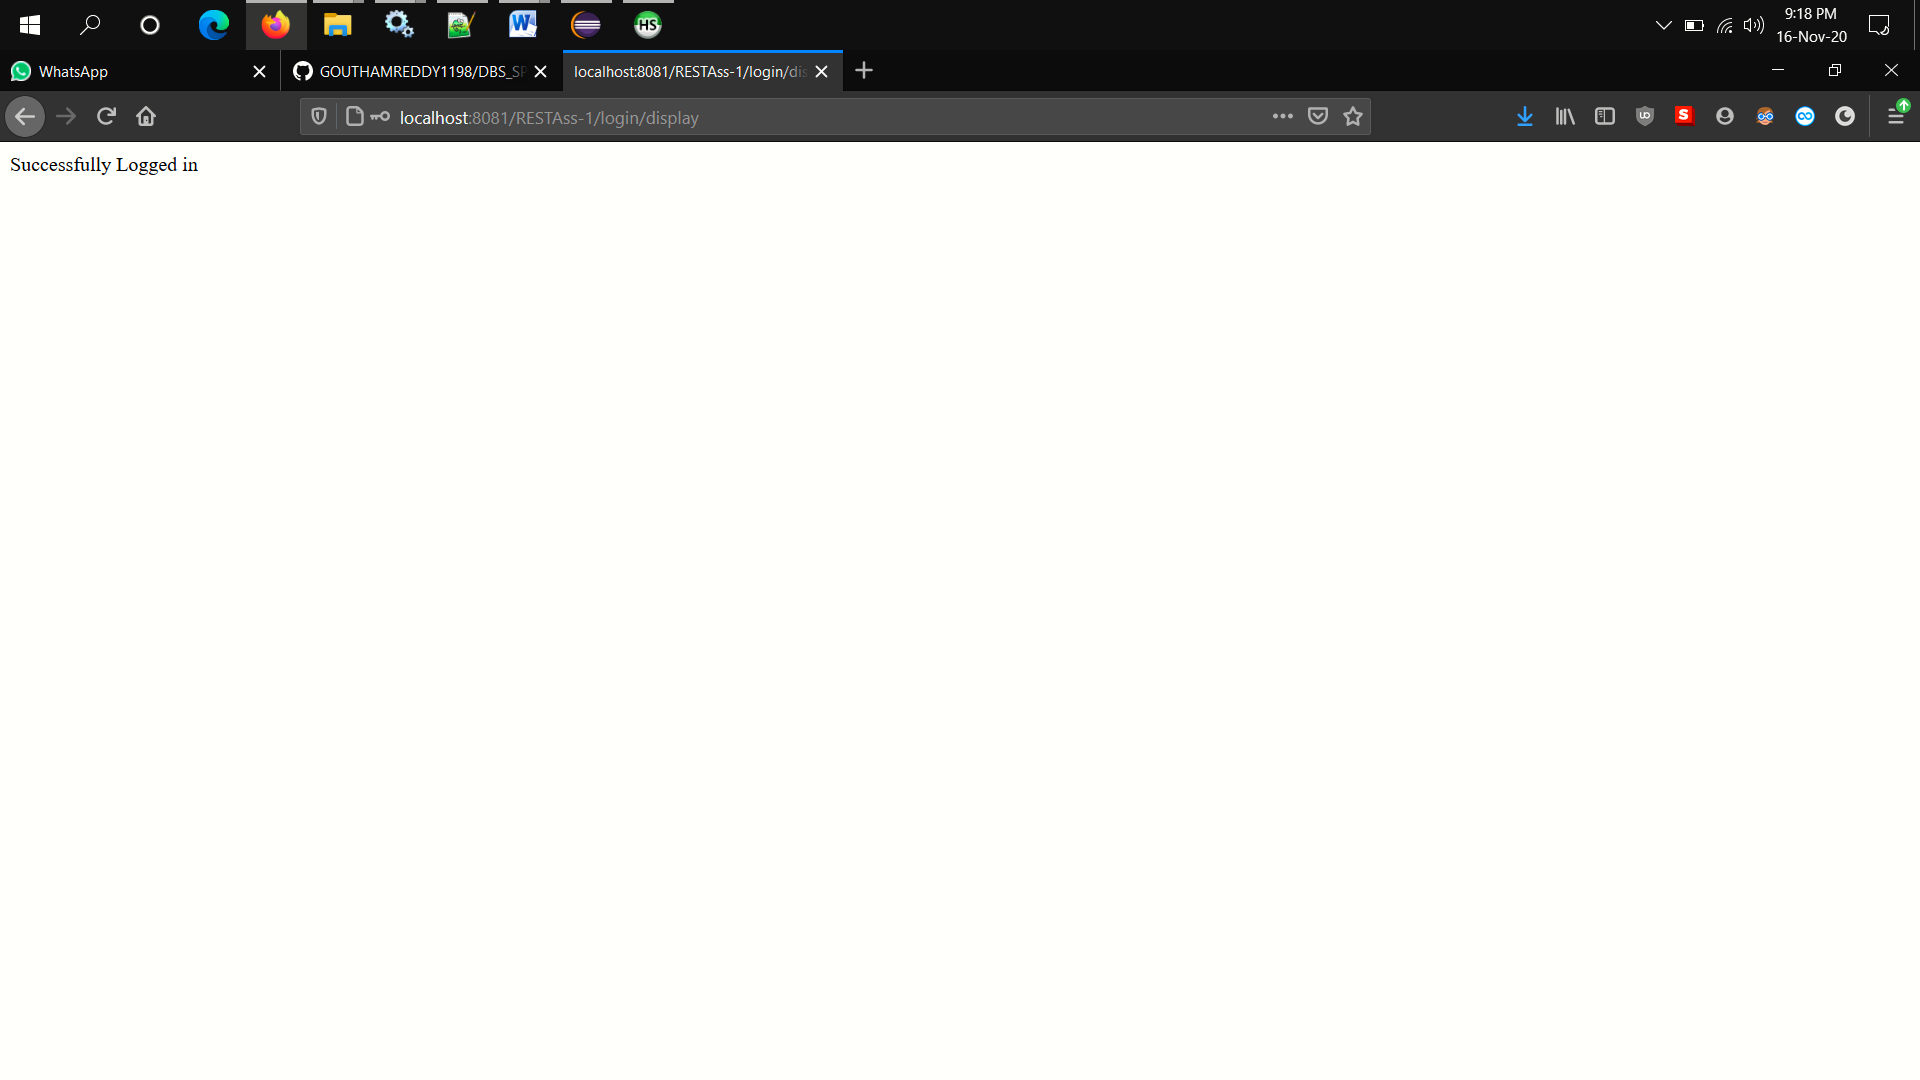 9:18 PM
16-Nov-20
WhatsApp
GOUTHAMREDDY1198/DBS_SP
localhost:8081/RESTAss-1/login/dis
localhost:8081/RESTAss-1/login/display
Successfully Logged in